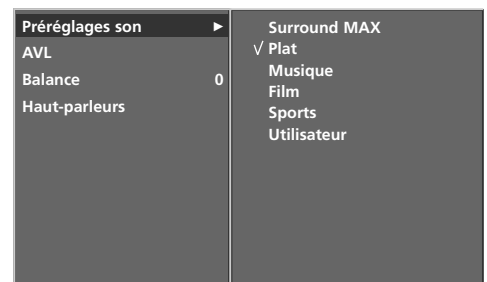 Préréglages son ►
AVL
Balance 0
Haut-parleurs
Surround MAX
√ Plat
Musique
Film
Sports
Utilisateur